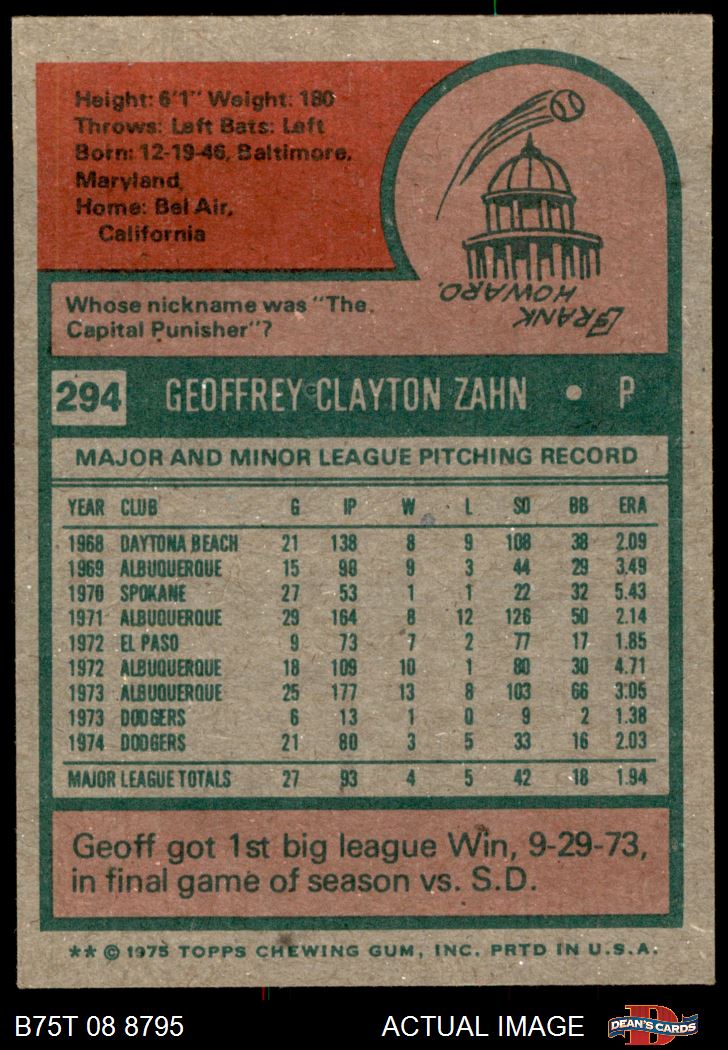 Height: 6'1" Weight: 180
Throws: Left Bats: Left
Born: 12-19-46, Baltimore,
Maryland
Home: Bel Air,
California
FRANK
HOWARD.
Whose nickname was "The
Capital Punisher"?
294 GEOFFREY CLAYTON ZAHN • P
MAJOR AND MINOR LEAGUE PITCHING RECORD
YEAR CLUB G IP W L SO BB ERA
1968 DAYTONA BEACH 21 138 8 9 108 38 2.09
1969 ALBUQUERQUE 15 98 9 3 44 29 3.49
1970 SPOKANE 27 53 1 1 22 32 5.43
1971 ALBUQUERQUE 29 164 8 12 126 50 2.14
1972 EL PASO 9 73 7 2 77 17 1.85
1972 ALBUQUERQUE 18 109 10 1 80 30 4.71
1973 ALBUQUERQUE 25 177 13 8 103 66 3.05
1973 DODGERS 6 13 1 0 9 2 1.38
1974 DODGERS 21 80 3 5 33 16 2.03
MAJOR LEAGUE TOTALS 27 93 4 5 42 18 1.94
Geoff got 1st big league Win, 9-29-73,
in final game of season vs. S.D.
** © 1975 TOPPS CHEWING GUM, INC. PRTD IN U.S.A.
B75T 08 8795 ACTUAL IMAGE D DEAN'S CARDS